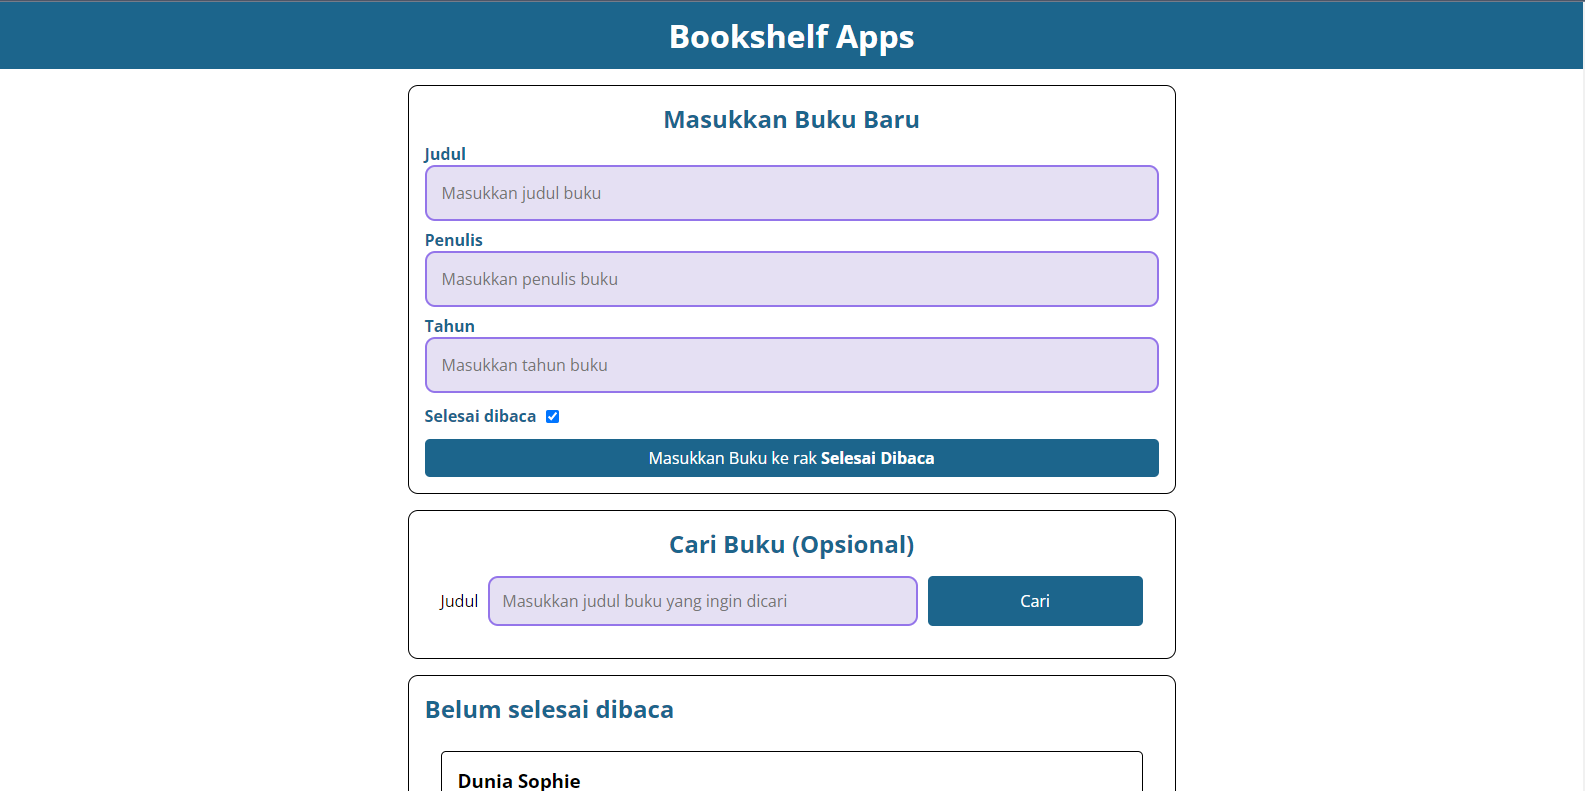 Bookshelf Apps
Masukkan Buku Baru
Judul
Masukkan judul buku
Penulis
Masukkan penulis buku
Tahun
Masukkan tahun buku
Selesai dibaca
Masukkan Buku ke rak Selesai Dibaca
Cari Buku (Opsional)
Judul Masukkan judul buku yang ingin dicari Cari
Belum selesai dibaca
Dunia Sophie